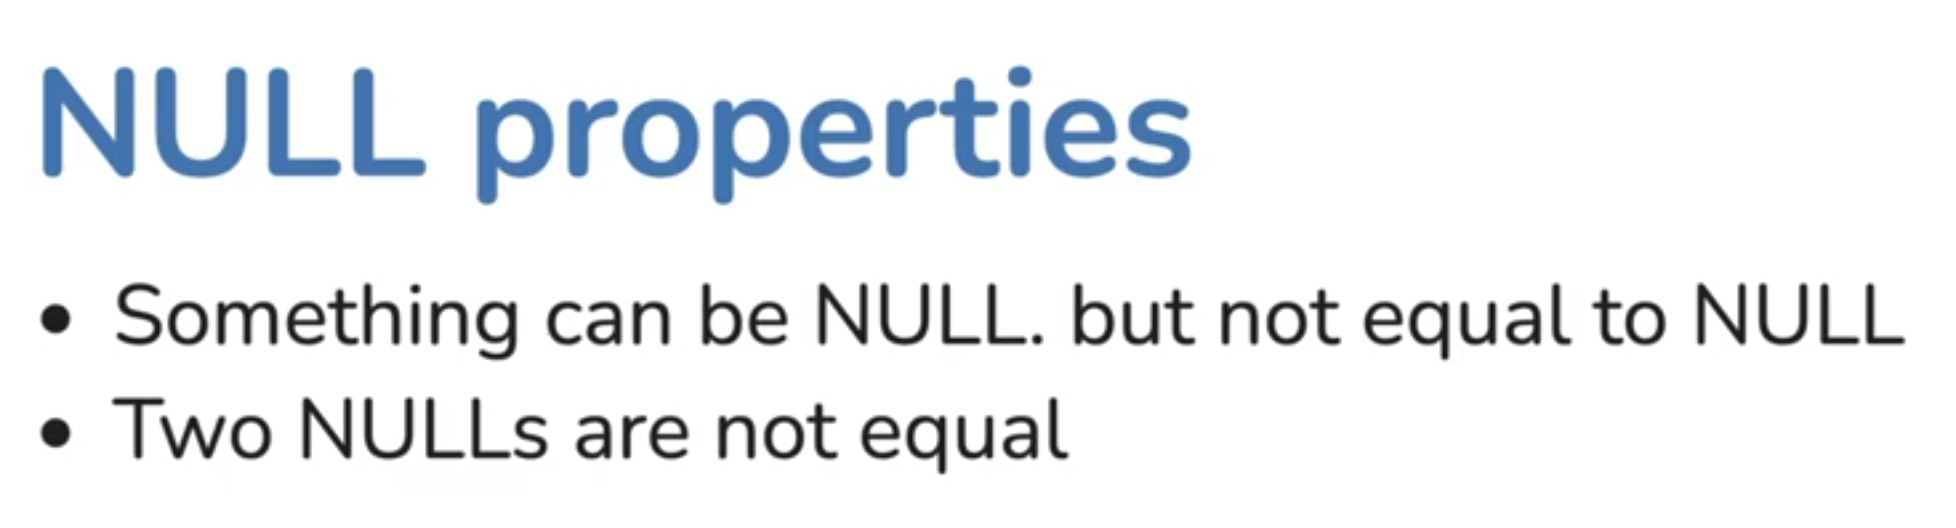 NULL properties
• Something can be NULL. but not equal to NULL
• Two NULLs are not equal